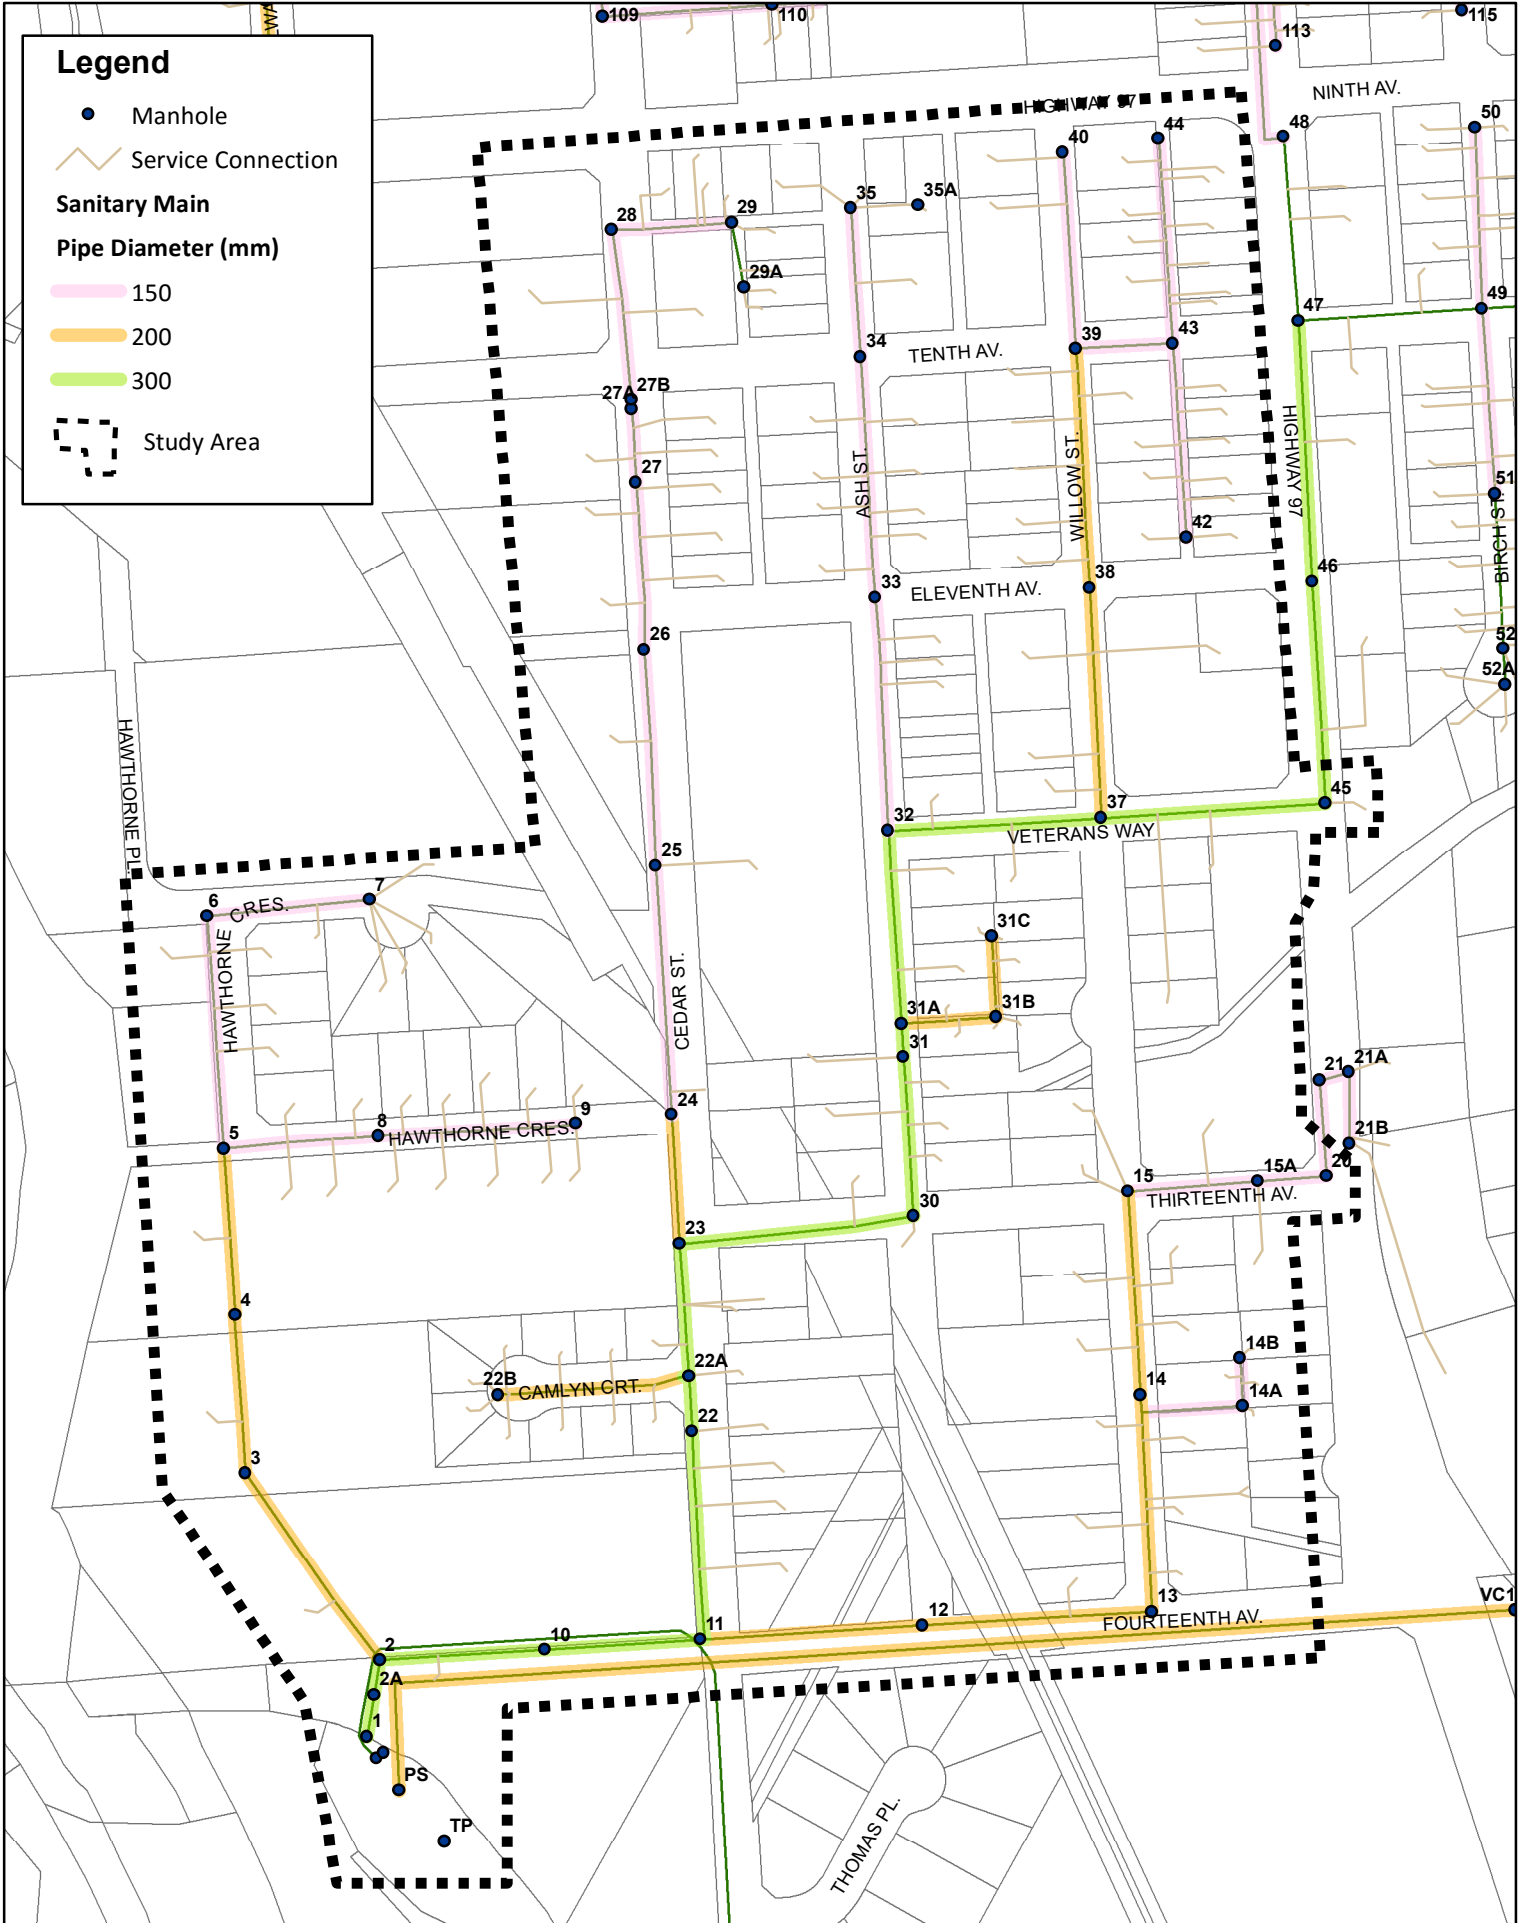 Legend
Manhole
Service Connection
Sanitary Main
Pipe Diameter (mm)
150
200
300
Study Area
109
110
113
115
HIGHWAY 97
NINTH AV.
40
44
48
50
28
29
35
35A
29A
34
TENTH AV.
39
43
47
49
27A
27B
27
ASH ST.
WILLOW ST.
42
HIGHWAY 97
51
BIRCH ST.
33
ELEVENTH AV.
38
46
26
52
52A
HAWTHORNE PL.
25
32
37
45
VETERANS WAY
6
7
HAWTHORNE
CRES.
31C
31B
31A
31
CEDAR ST.
21
21A
21B
5
8
9
HAWTHORNE CRES.
24
15
15A
20
THIRTEENTH AV.
30
23
4
22A
22B
CAMLYN CRT.
22
14B
14A
14
3
2
10
11
12
13
FOURTEENTH AV.
VC1
2A
1
PS
TP
THOMAS PL.